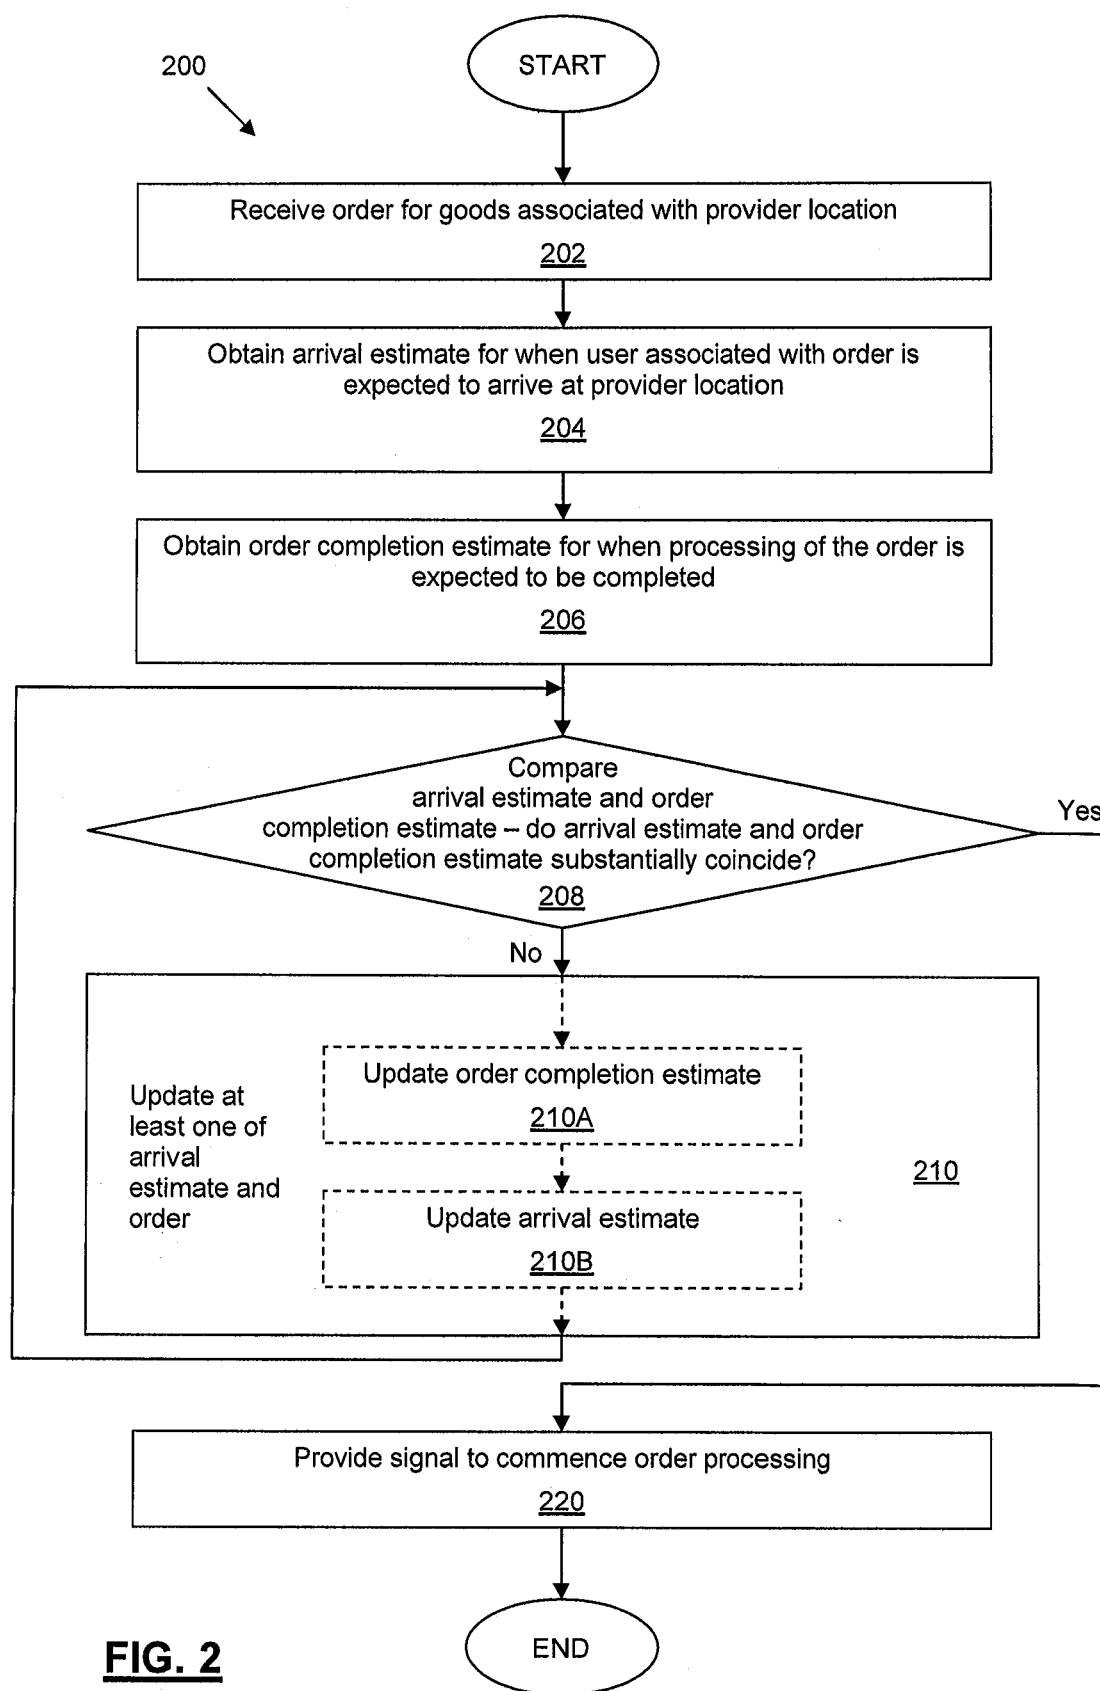 START
200
Receive order for goods associated with provider location
202
Obtain arrival estimate for when user associated with order is
expected to arrive at provider location
204
Obtain order completion estimate for when processing of the order is
expected to be completed
206
Compare
arrival estimate and order
completion estimate – do arrival estimate and order
completion estimate substantially coincide?
208
Yes
No
Update order completion estimate
210A
Update at
least one of
arrival
estimate and
order
210
Update arrival estimate
210B
Provide signal to commence order processing
220
END
FIG. 2